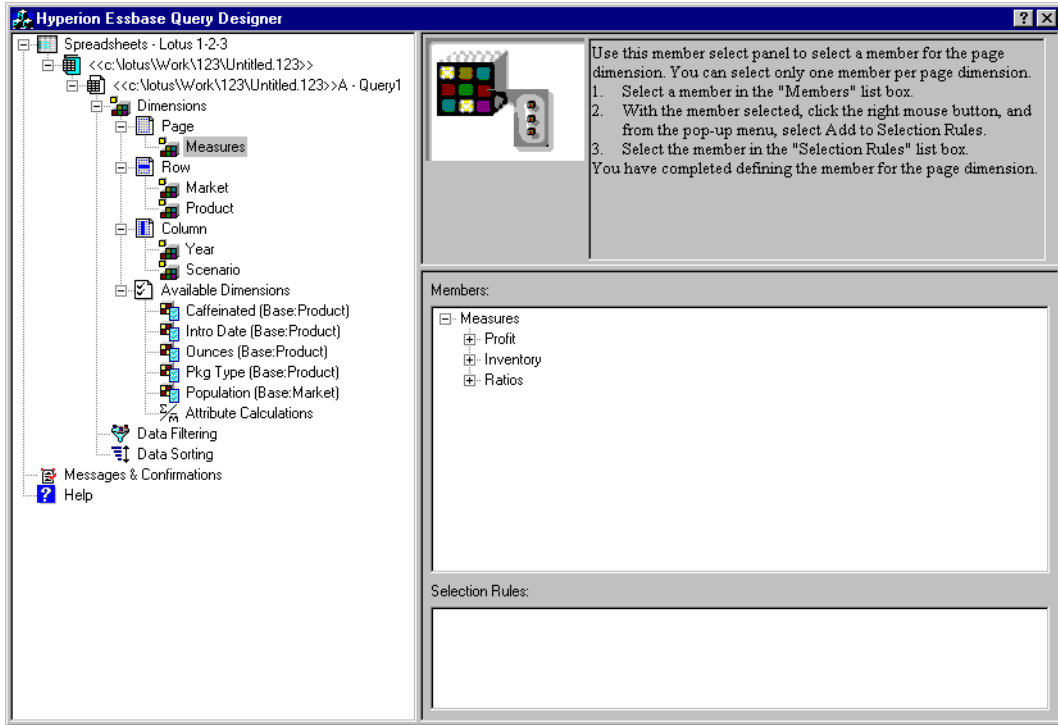 Hyperion Essbase Query Designer
Spreadsheets - Lotus 1-2-3
<<c:\lotus\Work\123\Untitled.123>>
<<c:\lotus\Work\123\Untitled.123>>A - Query1
Dimensions
Page
Measures
Row
Market
Product
Column
Year
Scenario
Available Dimensions
Caffeinated (Base:Product)
Intro Date (Base:Product)
Ounces (Base:Product)
Pkg Type (Base:Product)
Population (Base:Market)
Attribute Calculations
Data Filtering
Data Sorting
Messages & Confirmations
Help
Use this member select panel to select a member for the page
dimension. You can select only one member per page dimension.
1. Select a member in the "Members" list box.
2. With the member selected, click the right mouse button, and
from the pop-up menu, select Add to Selection Rules.
3. Select the member in the "Selection Rules" list box.
You have completed defining the member for the page dimension.
Members:
Measures
Profit
Inventory
Ratios
Selection Rules: